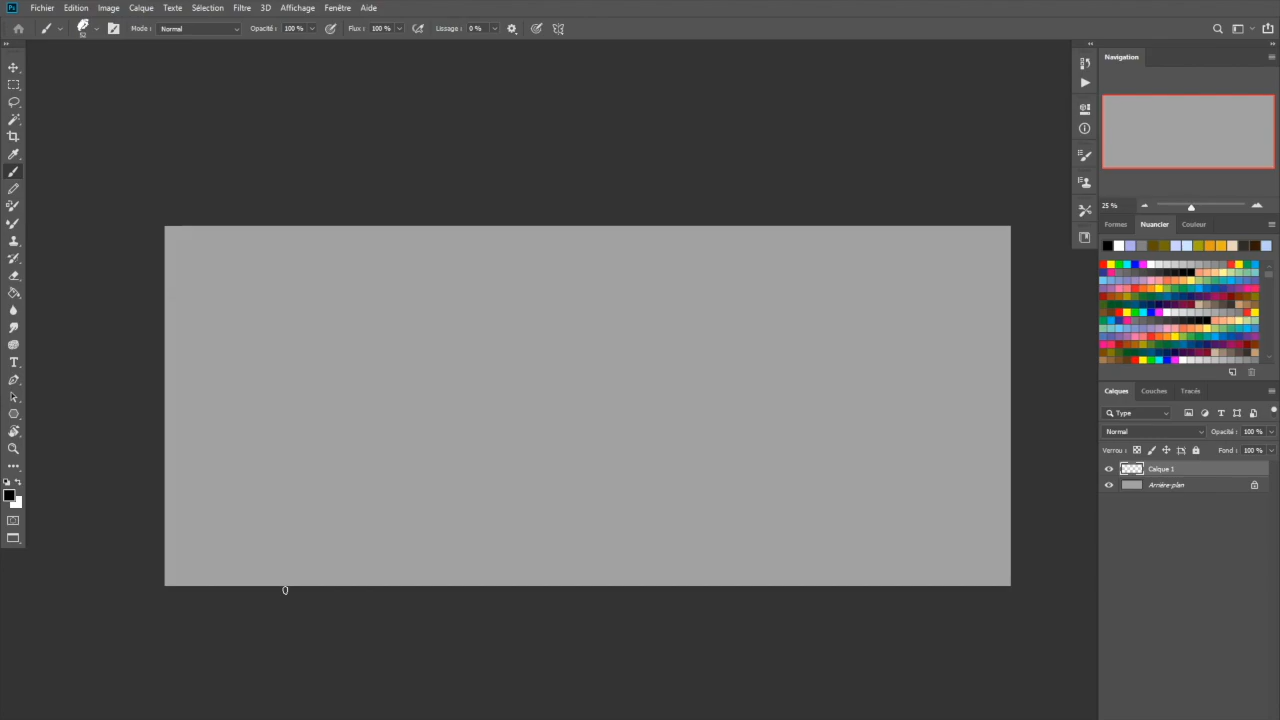 Ps Fichier Edition Image Calque Texte Sélection Filtre 3D Affichage Fenêtre Aide
52 Mode : Normal Opacité : 100 % Flux : 100 % Lissage : 0 %
Navigation
25 %
Formes Nuancier Couleur
Calques Couches Tracés
Type
Normal Opacité : 100 %
Verrou : Fond : 100 %
Calque 1
Arrière-plan